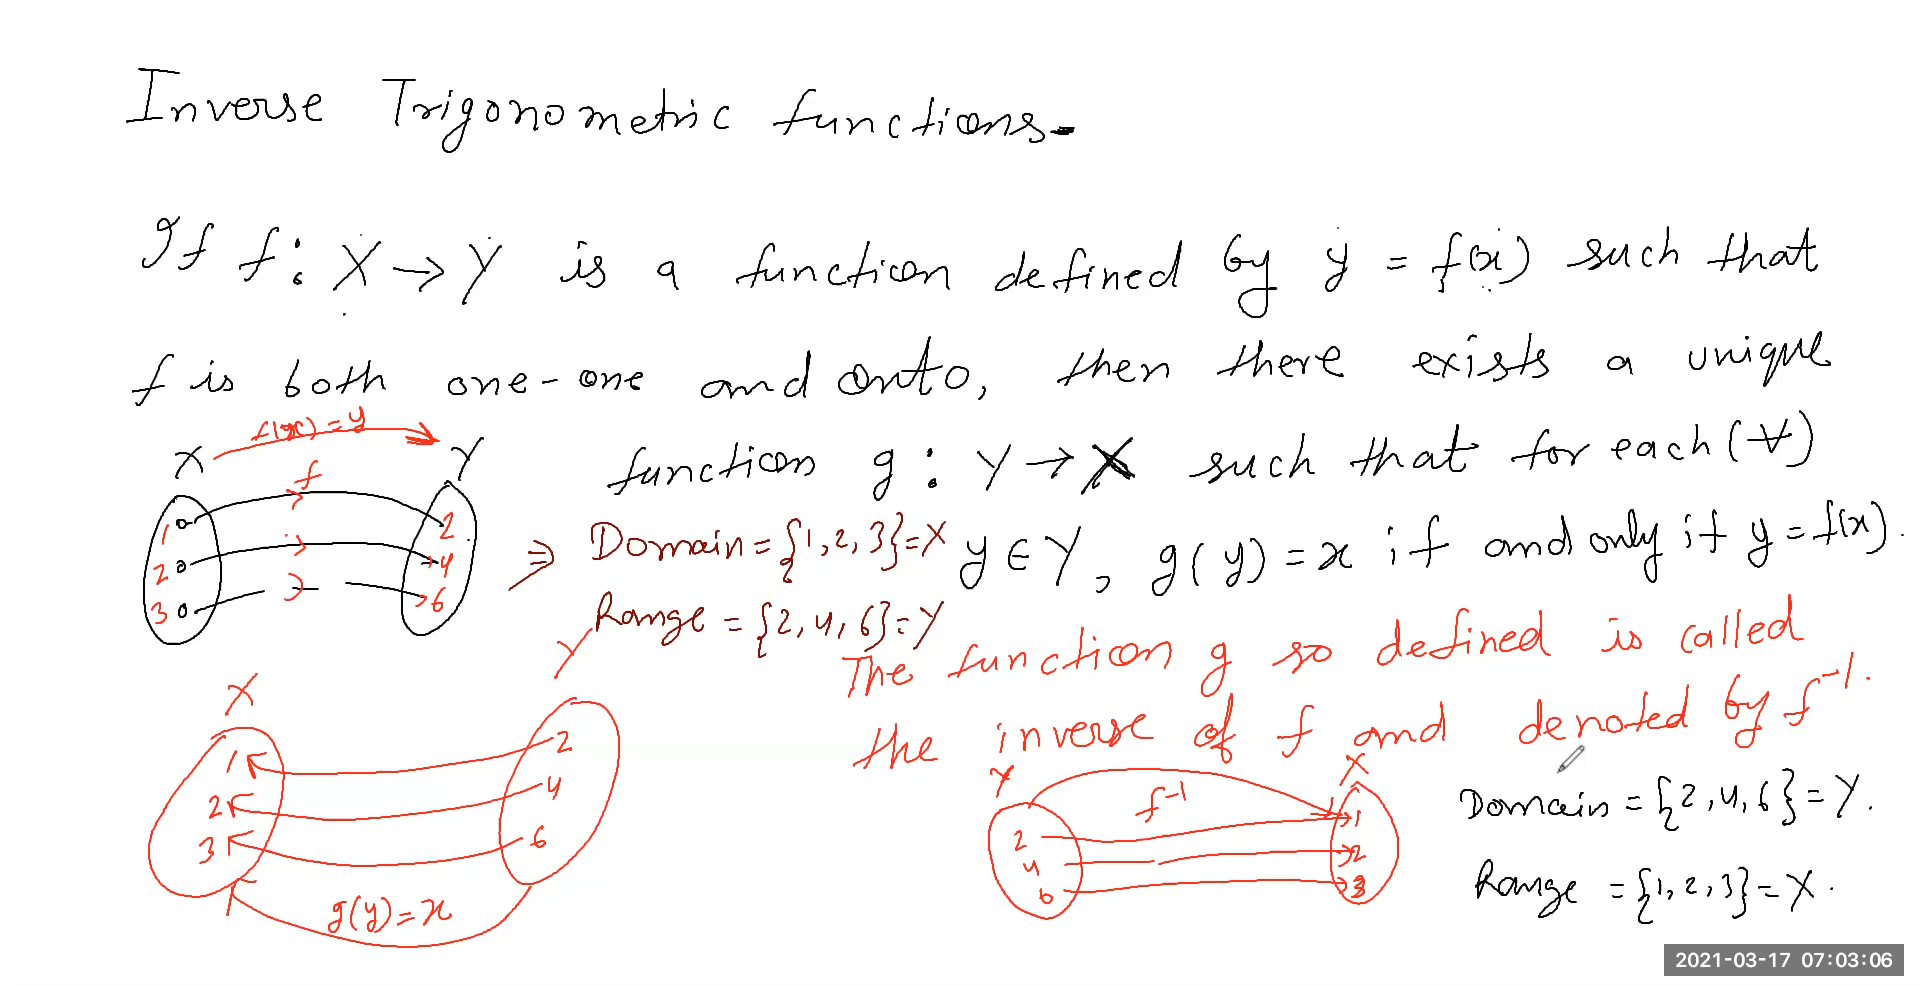 Inverse Trigonometric functions-
If f : X → Y is a function defined by y = f(x) such that
f is both one-one and onto, then there exists a unique
function g : Y → X such that for each (∀)
y ∈ Y, g(y) = x if and only if y = f(x).
f(x) = y
X Y
f
1 2
2 4
3 6
⇒ Domain = {1, 2, 3} = X
Range = {2, 4, 6} = Y
The function g so defined is called
the inverse of f and denoted by f⁻¹.
X Y
1 2
2 4
3 6
g(y) = x
Y X
f⁻¹
2 1
4 2
6 3
Domain = {2, 4, 6} = Y.
Range = {1, 2, 3} = X.
2021-03-17 07:03:06